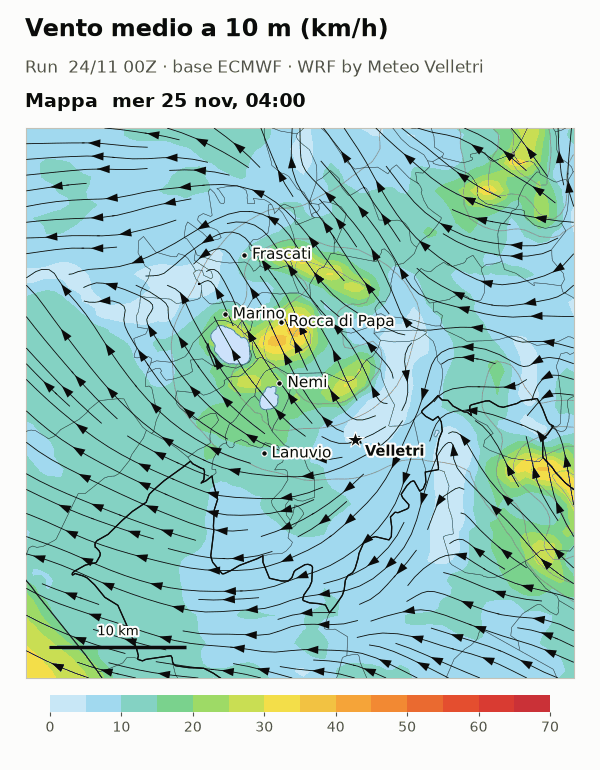 Vento medio a 10 m (km/h)
Run  24/11 00Z · base ECMWF · WRF by Meteo Velletri
Mappa  mer 25 nov, 04:00
Frascati
Marino
Rocca di Papa
Nemi
Velletri
Lanuvio
10 km
0 10 20 30 40 50 60 70